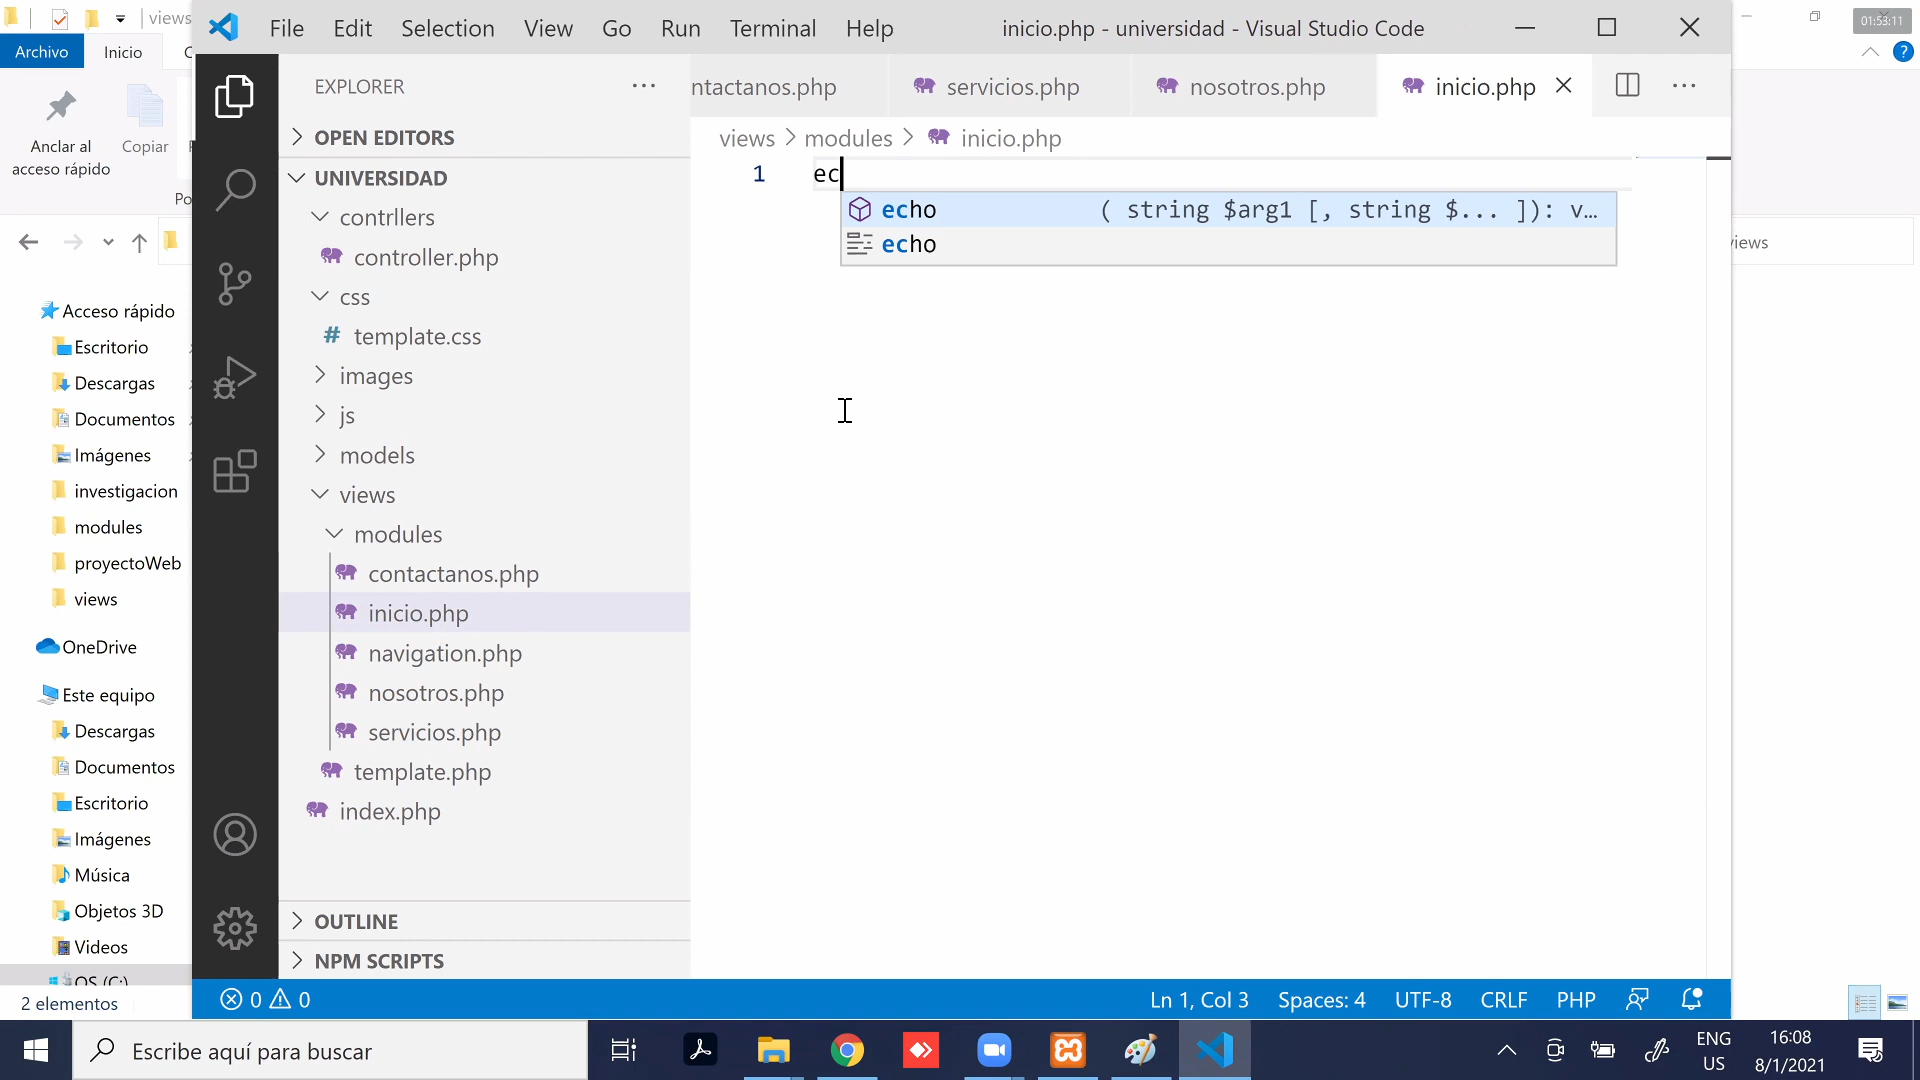 views
01:53:11
File Edit Selection View Go Run Terminal Help
inicio.php - universidad - Visual Studio Code
Archivo Inicio C
Anclar al
acceso rápido
Copiar
Po
EXPLORER
ntactanos.php servicios.php nosotros.php inicio.php
OPEN EDITORS
views > modules > inicio.php
1 ec
echo ( string $arg1 [, string $... ]): v...
echo
iews
UNIVERSIDAD
contrllers
controller.php
css
# template.css
images
js
models
views
modules
contactanos.php
inicio.php
navigation.php
nosotros.php
servicios.php
template.php
index.php
OUTLINE
NPM SCRIPTS
Acceso rápido
Escritorio
Descargas
Documentos
Imágenes
investigacion
modules
proyectoWeb
views
OneDrive
Este equipo
Descargas
Documentos
Escritorio
Imágenes
Música
Objetos 3D
Videos
OS (C:)
2 elementos
0 0
Ln 1, Col 3 Spaces: 4 UTF-8 CRLF PHP
Escribe aquí para buscar
ENG
US
16:08
8/1/2021